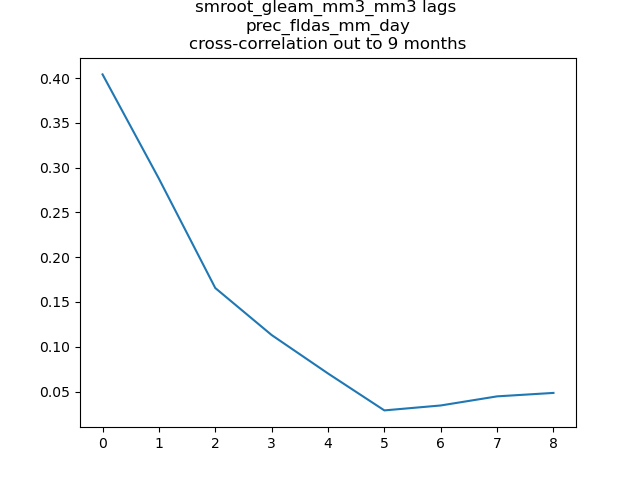 smroot_gleam_mm3_mm3 lags
prec_fldas_mm_day
cross-correlation out to 9 months
0.40
0.35
0.30
0.25
0.20
0.15
0.10
0.05
0 1 2 3 4 5 6 7 8